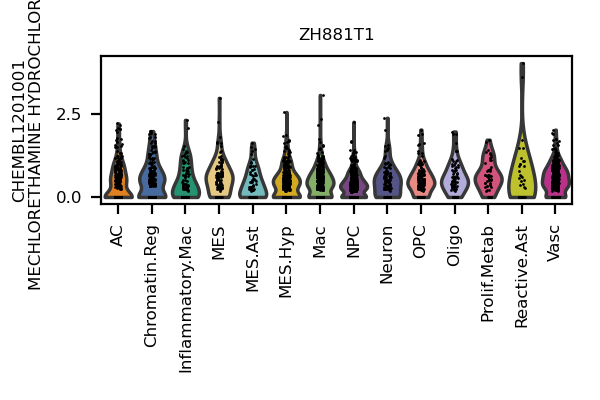 ZH881T1
CHEMBL1201001
MECHLORETHAMINE HYDROCHLOR
2.5
0.0
AC
Chromatin.Reg
Inflammatory.Mac
MES
MES.Ast
MES.Hyp
Mac
NPC
Neuron
OPC
Oligo
Prolif.Metab
Reactive.Ast
Vasc